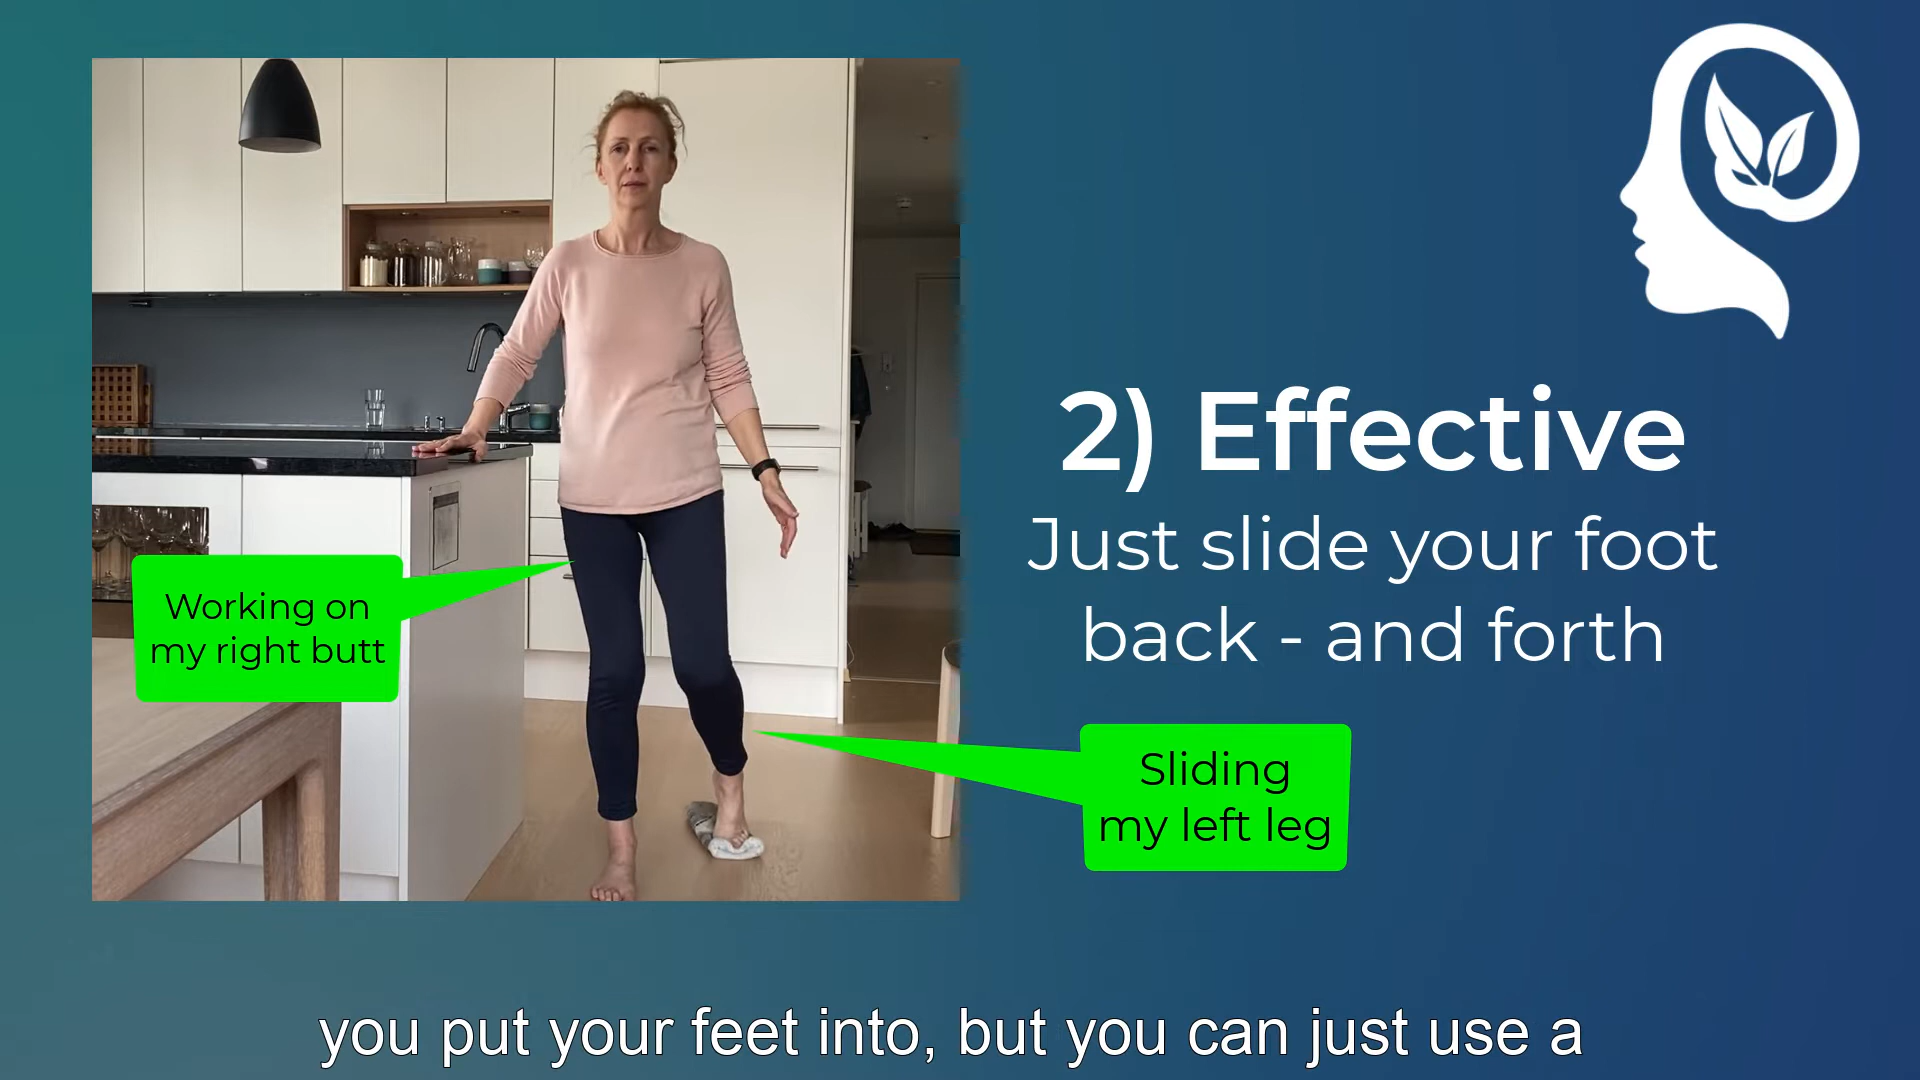 2) Effective
Just slide your foot
back - and forth
Working on
my right butt
Sliding
my left leg
you put your feet into, but you can just use a